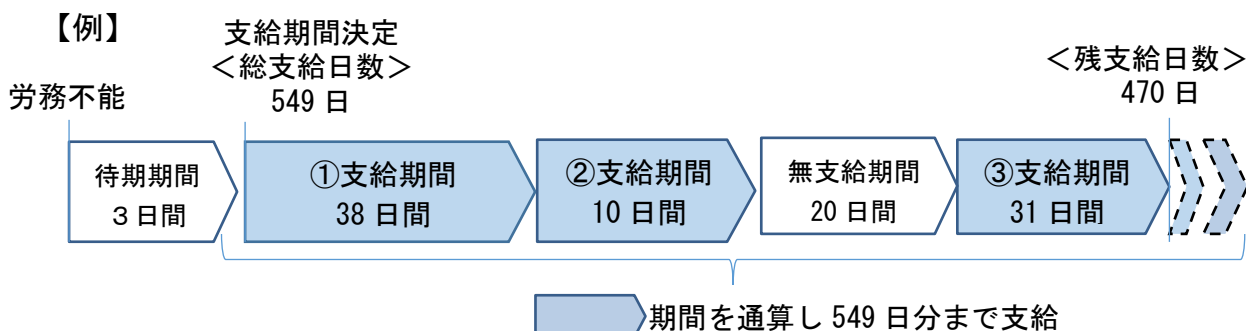 【例】
労務不能
支給期間決定
＜総支給日数＞
549 日
＜残支給日数＞
470 日
待期期間
３日間
①支給期間
38 日間
②支給期間
10 日間
無支給期間
20 日間
③支給期間
31 日間
期間を通算し 549 日分まで支給